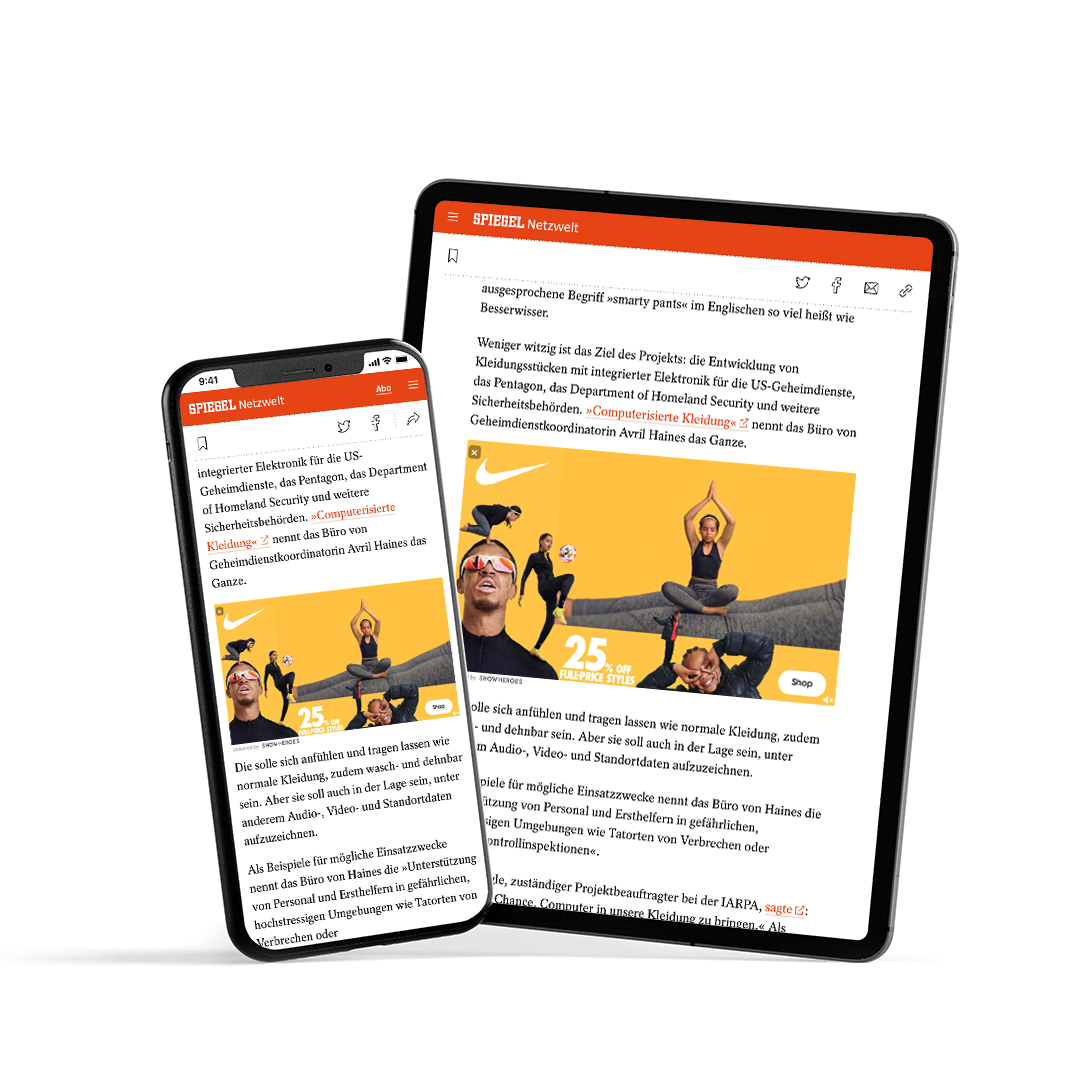 SPIEGEL Netzwelt
ausgesprochene Begriff »smarty pants« im Englischen so viel heißt wie
Besserwisser.
Weniger witzig ist das Ziel des Projekts: die Entwicklung von
Kleidungsstücken mit integrierter Elektronik für die US-Geheimdienste,
das Pentagon, das Department of Homeland Security und weitere
Sicherheitsbehörden. »Computerisierte Kleidung« nennt das Büro von
Geheimdienstkoordinatorin Avril Haines das Ganze.
25% OFF
FULL-PRICE STYLES
Shop
by SHOWHEROES
solle sich anfühlen und tragen lassen wie normale Kleidung, zudem
- und dehnbar sein. Aber sie soll auch in der Lage sein, unter
m Audio-, Video- und Standortdaten aufzuzeichnen.
piele für mögliche Einsatzzwecke nennt das Büro von Haines die
ützung von Personal und Ersthelfern in gefährlichen,
sigen Umgebungen wie Tatorten von Verbrechen oder
ontrollinspektionen«.
gle, zuständiger Projektbeauftragter bei der IARPA, sagte:
Chance, Computer in unsere Kleidung zu bringen.« Als
9:41
SPIEGEL Netzwelt Abo
integrierter Elektronik für die US-
Geheimdienste, das Pentagon, das Department
of Homeland Security und weitere
Sicherheitsbehörden. »Computerisierte
Kleidung« nennt das Büro von
Geheimdienstkoordinatorin Avril Haines das
Ganze.
25% OFF
FULL-PRICE STYLES
Shop
powered by SHOWHEROES
Die solle sich anfühlen und tragen lassen wie
normale Kleidung, zudem wasch- und dehnbar
sein. Aber sie soll auch in der Lage sein, unter
anderem Audio-, Video- und Standortdaten
aufzuzeichnen.
Als Beispiele für mögliche Einsatzzwecke
nennt das Büro von Haines die »Unterstützung
von Personal und Ersthelfern in gefährlichen,
hochstressigen Umgebungen wie Tatorten von
Verbrechen oder